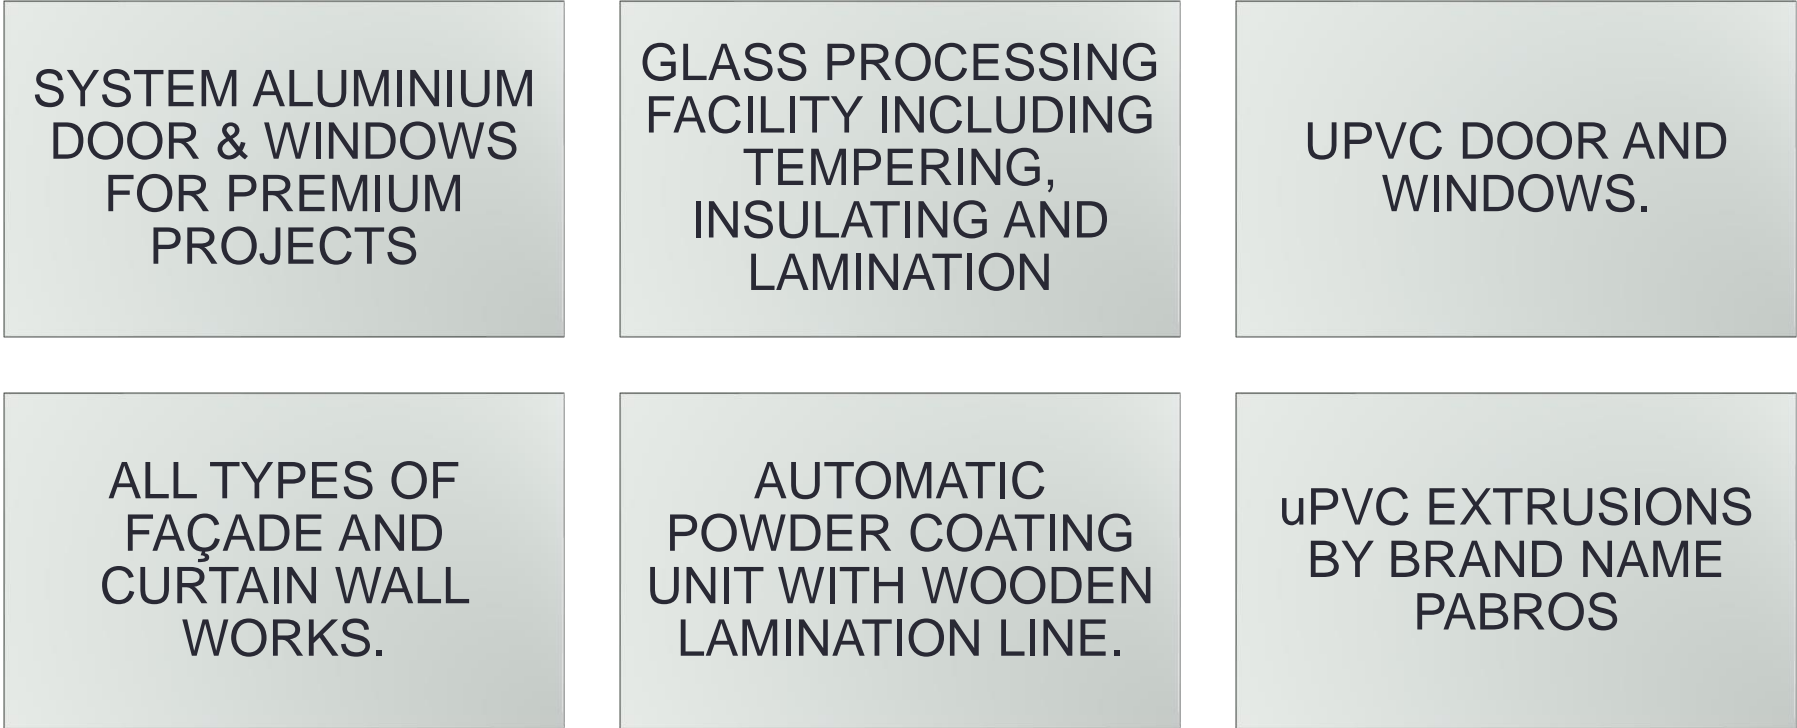 SYSTEM ALUMINIUM
DOOR & WINDOWS
FOR PREMIUM
PROJECTS
GLASS PROCESSING
FACILITY INCLUDING
TEMPERING,
INSULATING AND
LAMINATION
UPVC DOOR AND
WINDOWS.
ALL TYPES OF
FAÇADE AND
CURTAIN WALL
WORKS.
AUTOMATIC
POWDER COATING
UNIT WITH WOODEN
LAMINATION LINE.
uPVC EXTRUSIONS
BY BRAND NAME
PABROS